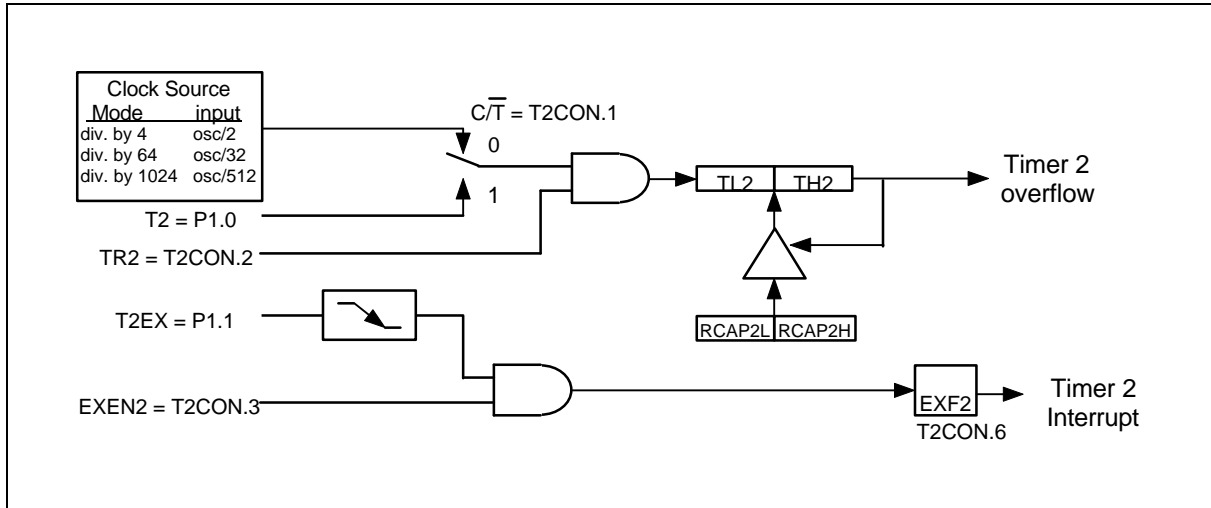 Clock Source
Mode input
div. by 4 osc/2
div. by 64 osc/32
div. by 1024 osc/512
C/T̅ = T2CON.1
0
1
T2 = P1.0
TR2 = T2CON.2
TL2 TH2
Timer 2
overflow
T2EX = P1.1
RCAP2L RCAP2H
EXEN2 = T2CON.3
EXF2
T2CON.6
Timer 2
Interrupt